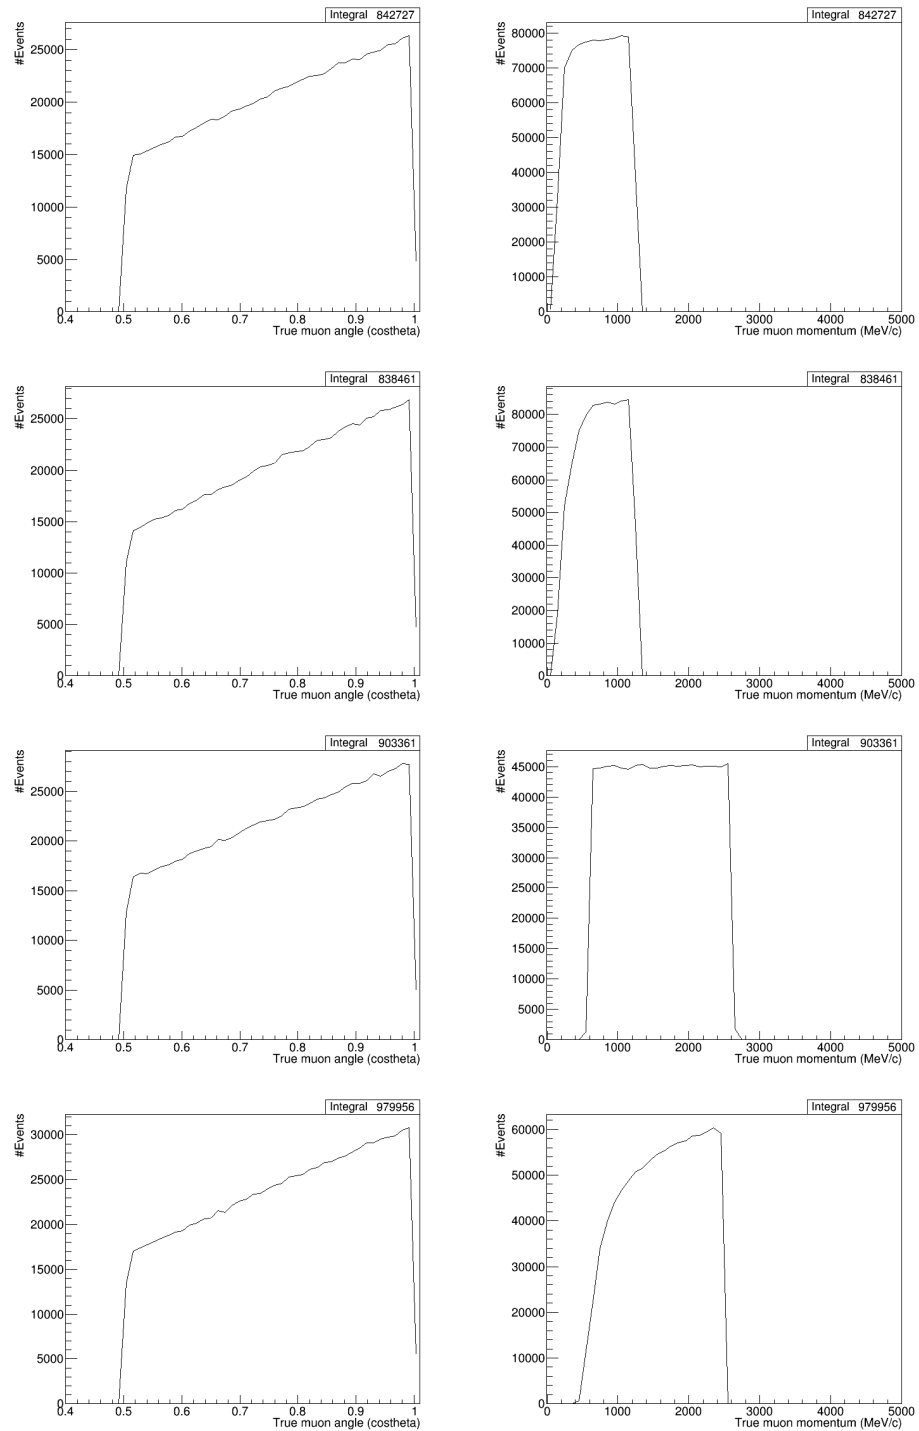 Integral 842727
#Events
25000
20000
15000
10000
5000
0
0.4 0.5 0.6 0.7 0.8 0.9 1
True muon angle (costheta)
Integral 842727
#Events
80000
70000
60000
50000
40000
30000
20000
10000
0
0 1000 2000 3000 4000 5000
True muon momentum (MeV/c)
Integral 838461
#Events
25000
20000
15000
10000
5000
0
0.4 0.5 0.6 0.7 0.8 0.9 1
True muon angle (costheta)
Integral 838461
#Events
80000
70000
60000
50000
40000
30000
20000
10000
0
0 1000 2000 3000 4000 5000
True muon momentum (MeV/c)
Integral 903361
#Events
25000
20000
15000
10000
5000
0
0.4 0.5 0.6 0.7 0.8 0.9 1
True muon angle (costheta)
Integral 903361
#Events
45000
40000
35000
30000
25000
20000
15000
10000
5000
0
0 1000 2000 3000 4000 5000
True muon momentum (MeV/c)
Integral 979956
#Events
30000
25000
20000
15000
10000
5000
0
0.4 0.5 0.6 0.7 0.8 0.9 1
True muon angle (costheta)
Integral 979956
#Events
60000
50000
40000
30000
20000
10000
0
0 1000 2000 3000 4000 5000
True muon momentum (MeV/c)